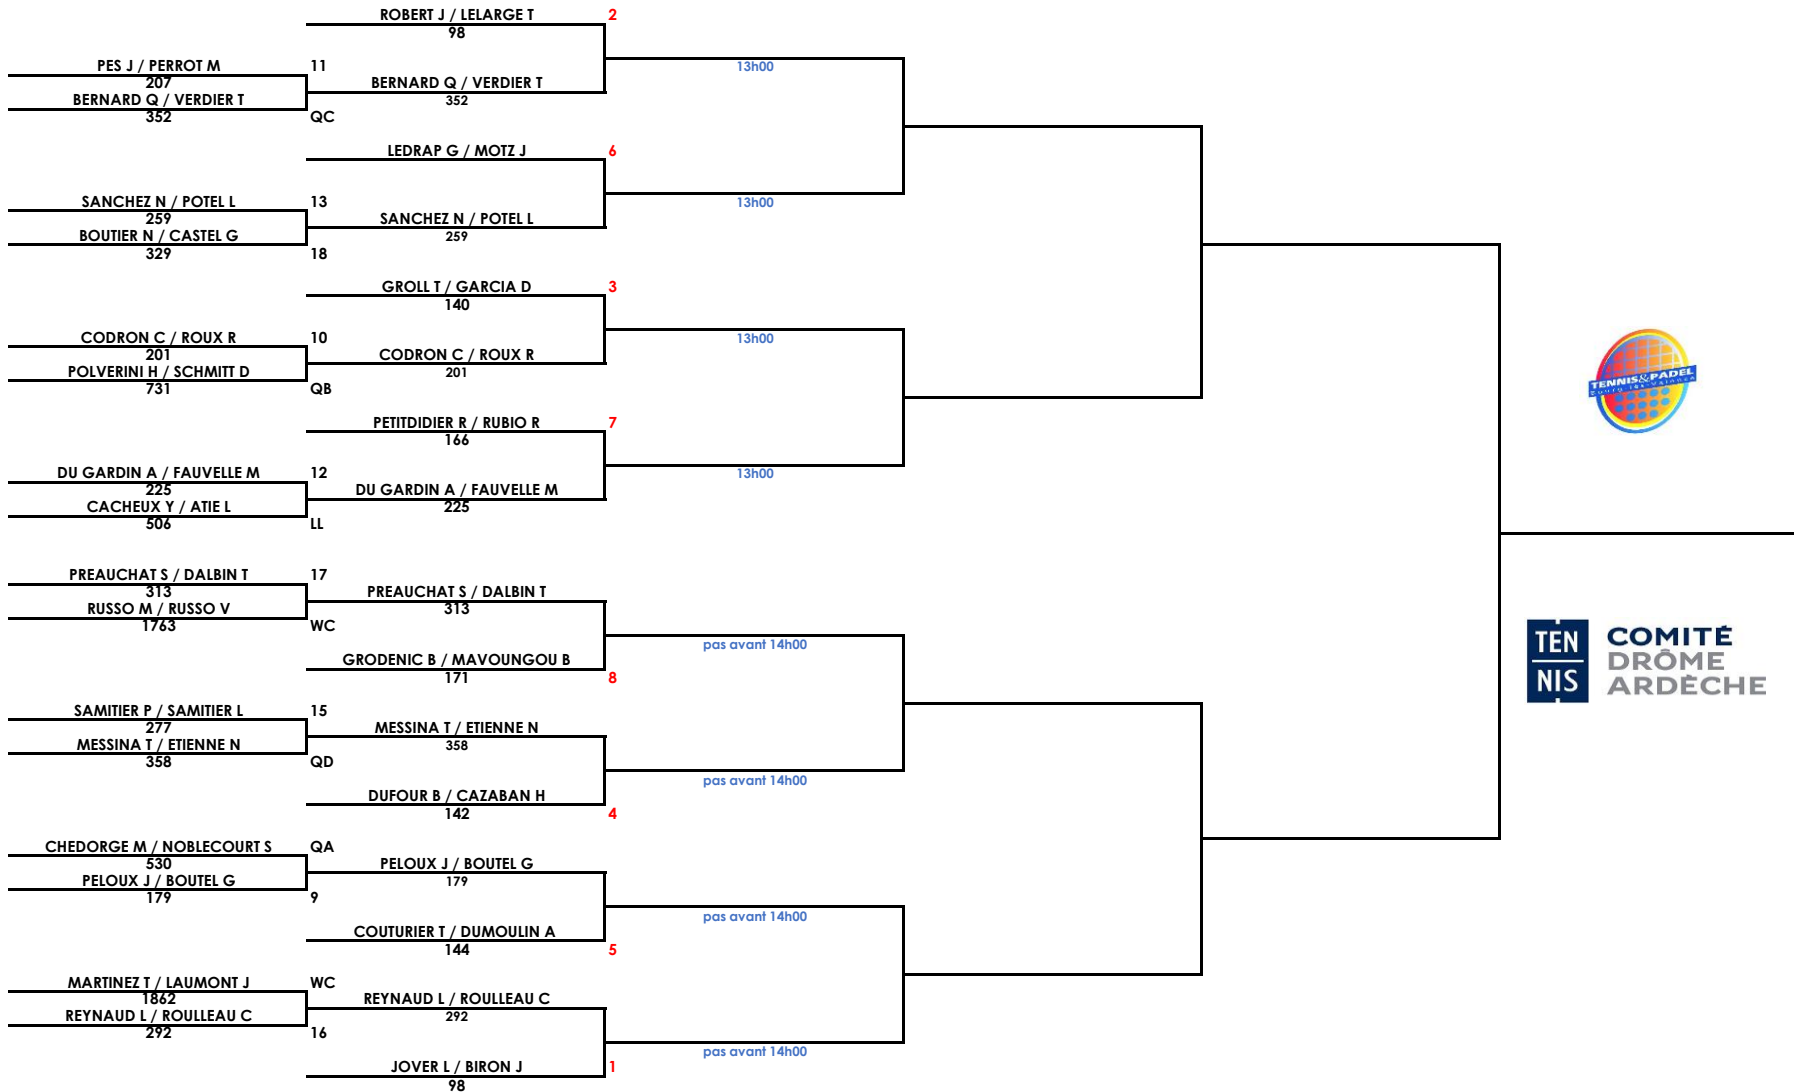 ROBERT J / LELARGE T 2
98
PES J / PERROT M 11
207
13h00
BERNARD Q / VERDIER T
352
BERNARD Q / VERDIER T
352
QC
LEDRAP G / MOTZ J 6
SANCHEZ N / POTEL L 13
259
13h00
SANCHEZ N / POTEL L
259
BOUTIER N / CASTEL G
329
18
GROLL T / GARCIA D 3
140
CODRON C / ROUX R 10
201
13h00
CODRON C / ROUX R
201
POLVERINI H / SCHMITT D
731
QB
TENNIS&PADEL
PETITDIDIER R / RUBIO R 7
166
DU GARDIN A / FAUVELLE M 12
225
13h00
DU GARDIN A / FAUVELLE M
225
CACHEUX Y / ATIE L
506
LL
PREAUCHAT S / DALBIN T 17
313
PREAUCHAT S / DALBIN T
313
RUSSO M / RUSSO V
1763
WC
pas avant 14h00
GRODENIC B / MAVOUNGOU B
171
8
TEN
NIS
COMITÉ
DRÔME
ARDÈCHE
SAMITIER P / SAMITIER L 15
277
MESSINA T / ETIENNE N
358
MESSINA T / ETIENNE N
358
QD
pas avant 14h00
DUFOUR B / CAZABAN H
142
4
CHEDORGE M / NOBLECOURT S QA
530
PELOUX J / BOUTEL G
179
PELOUX J / BOUTEL G
179
9
pas avant 14h00
COUTURIER T / DUMOULIN A
144
5
MARTINEZ T / LAUMONT J WC
1862
REYNAUD L / ROULLEAU C
292
REYNAUD L / ROULLEAU C
292
16
pas avant 14h00
JOVER L / BIRON J 1
98